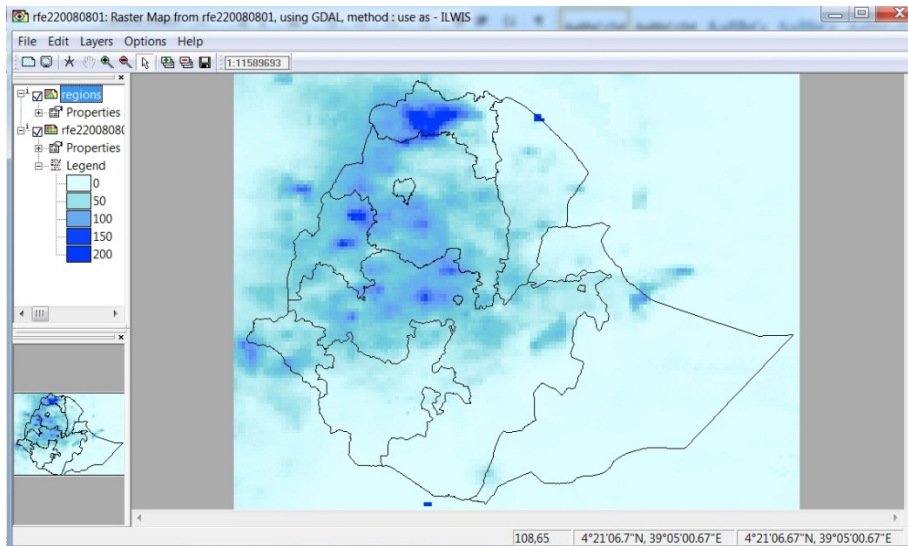 rfe220080801: Raster Map from rfe220080801, using GDAL, method : use as - ILWIS
File Edit Layers Options Help
1:11589693
regions
Properties
rfe22008080
Properties
Legend
0
50
100
150
200
108,65 4°21'06.7"N, 39°05'00.67"E 4°21'06.67"N, 39°05'00.67"E